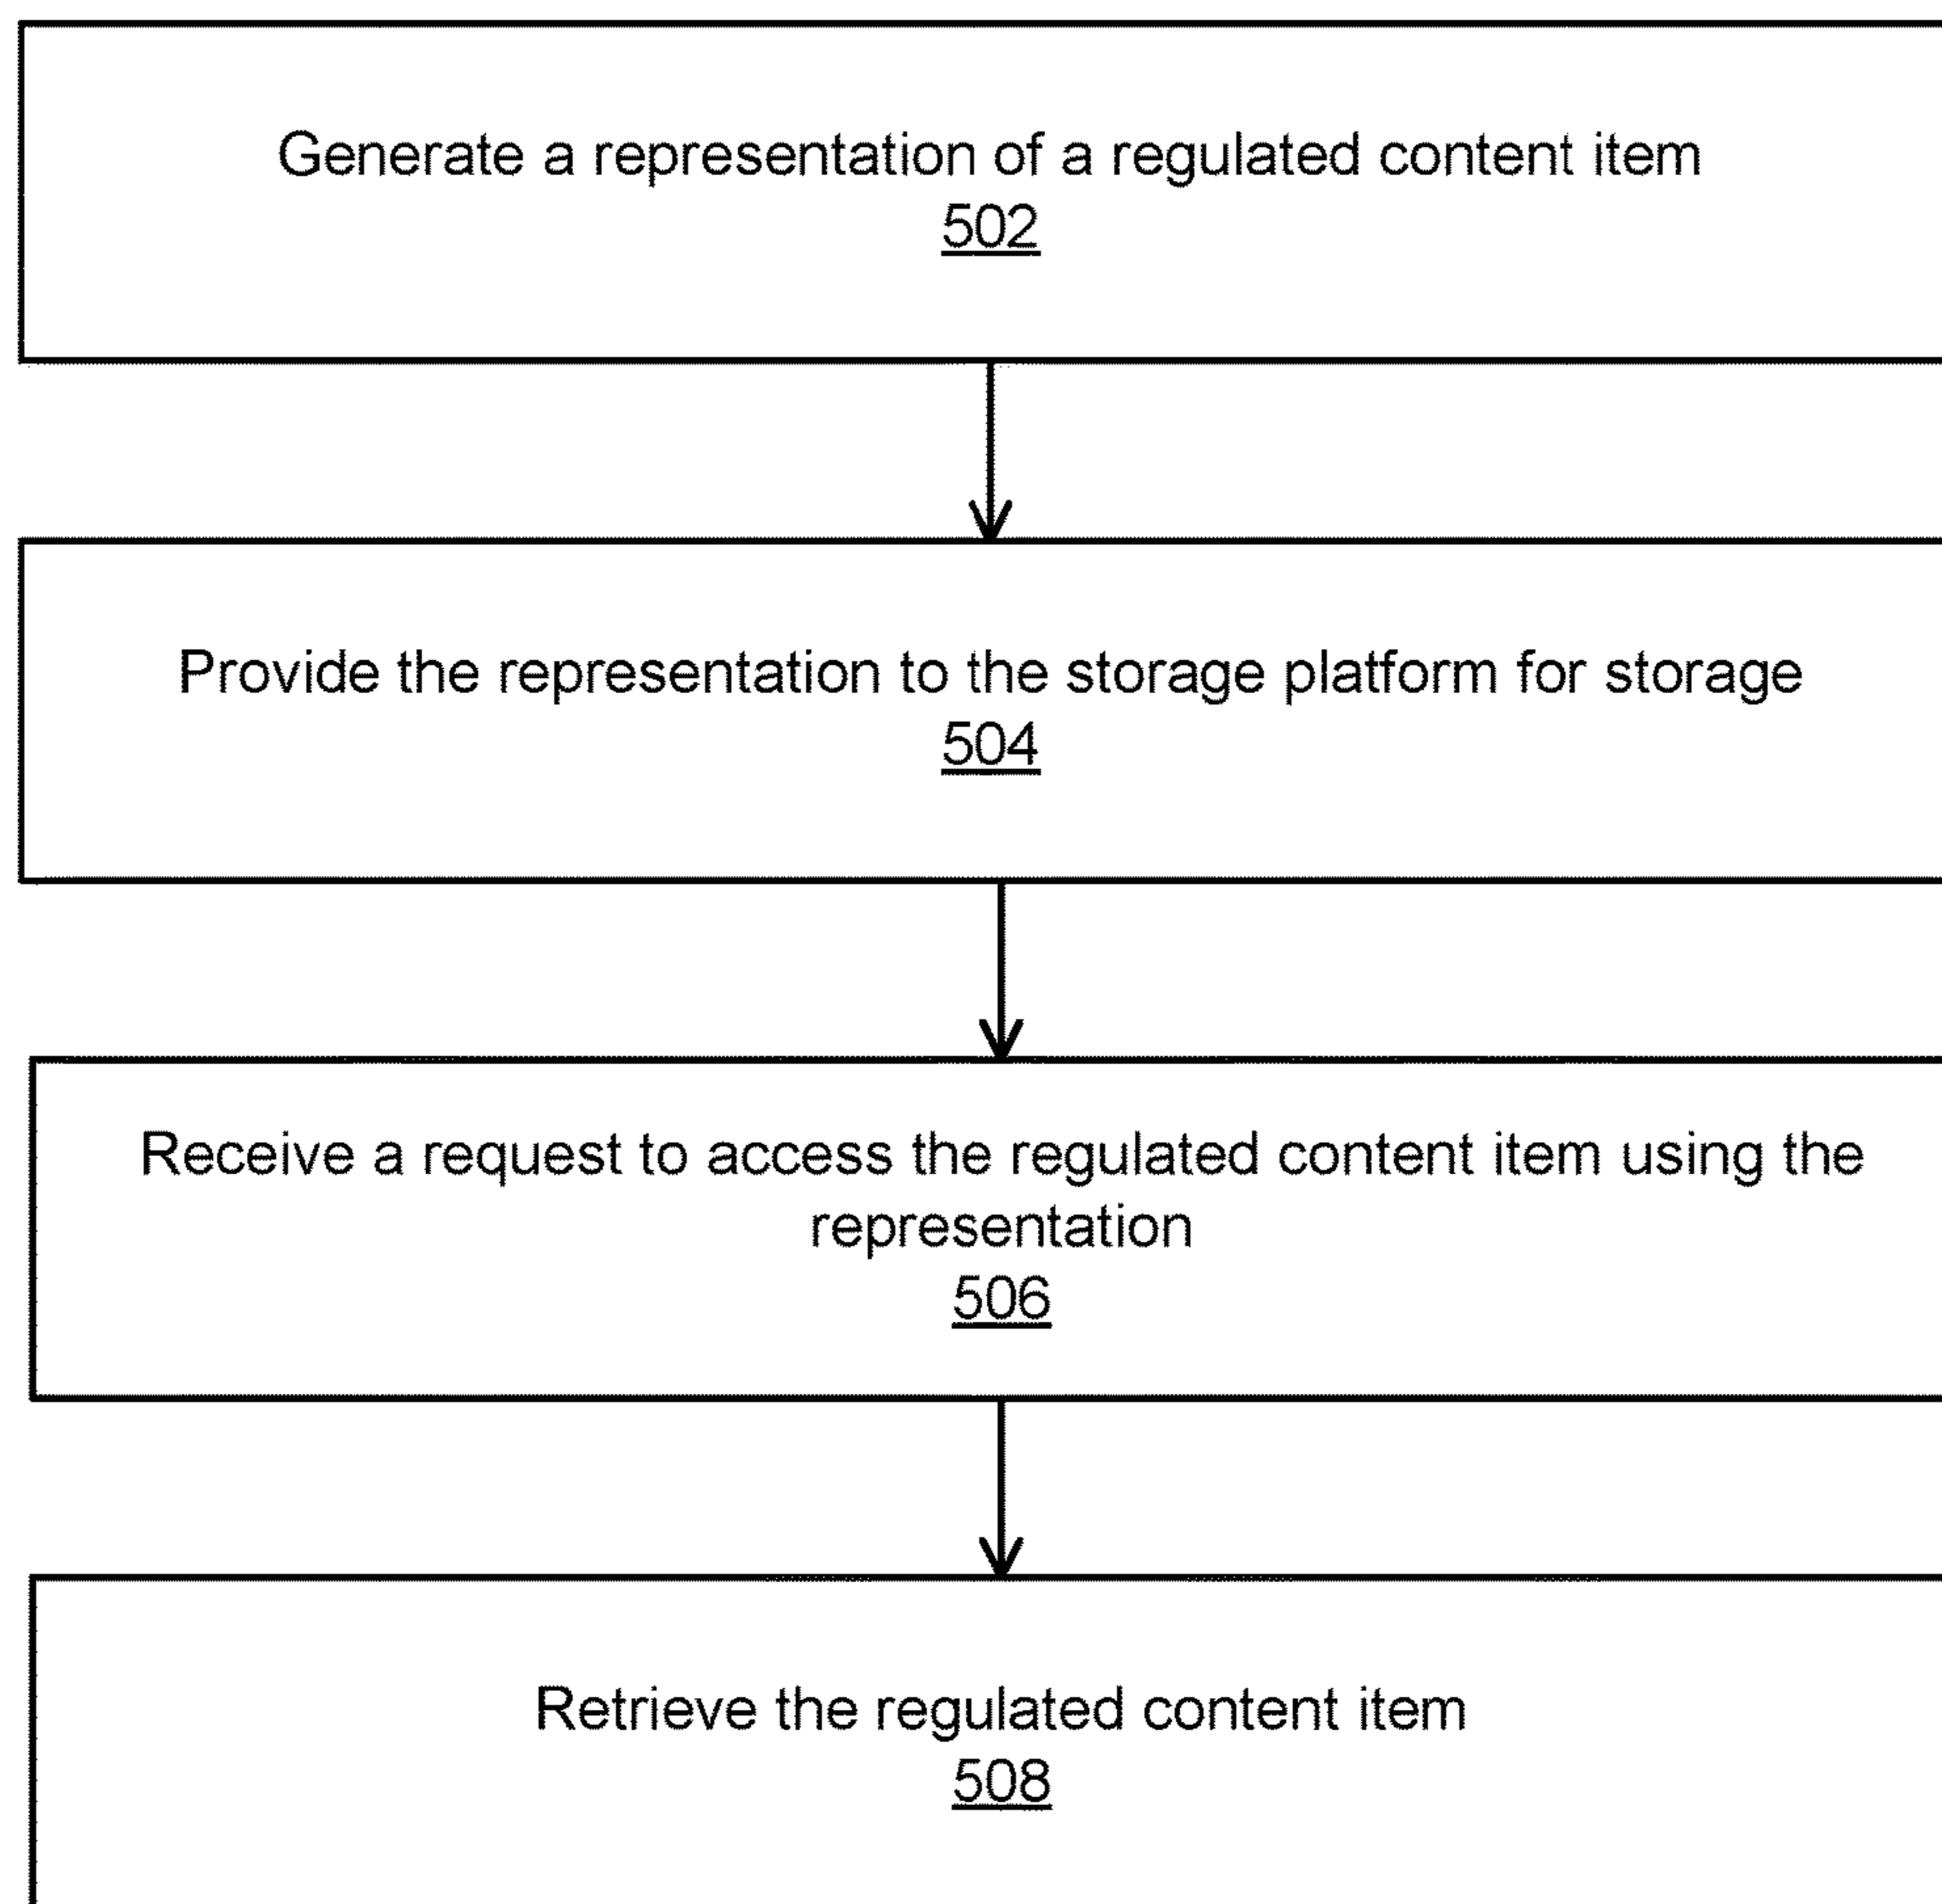 Generate a representation of a regulated content item
502
Provide the representation to the storage platform for storage
504
Receive a request to access the regulated content item using the
representation
506
Retrieve the regulated content item
508